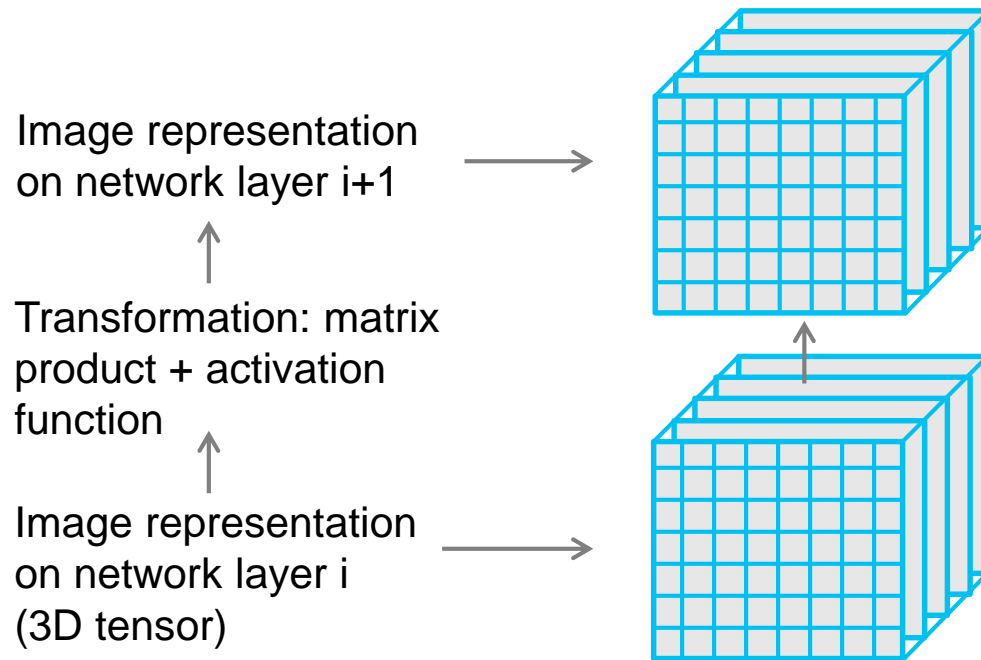 Image representation
on network layer i+1
Transformation: matrix
product + activation
function
Image representation
on network layer i
(3D tensor)